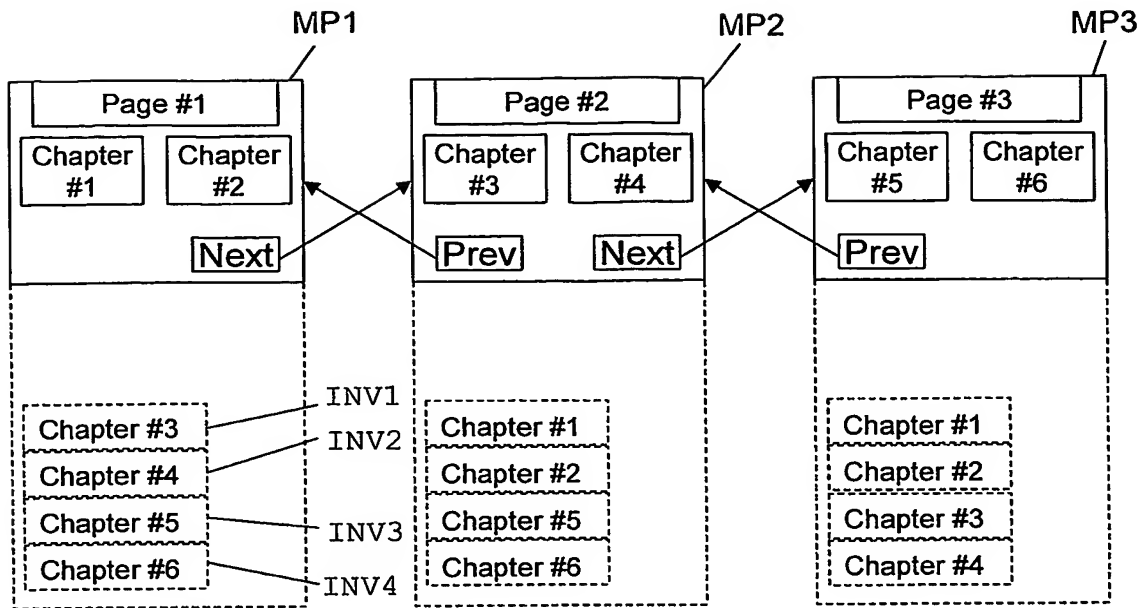 MP1
MP2
MP3
Page #1
Page #2
Page #3
Chapter
#1
Chapter
#2
Chapter
#3
Chapter
#4
Chapter
#5
Chapter
#6
Next
Prev
Next
Prev
Chapter #3
Chapter #4
Chapter #5
Chapter #6
INV1
INV2
INV3
INV4
Chapter #1
Chapter #2
Chapter #5
Chapter #6
Chapter #1
Chapter #2
Chapter #3
Chapter #4